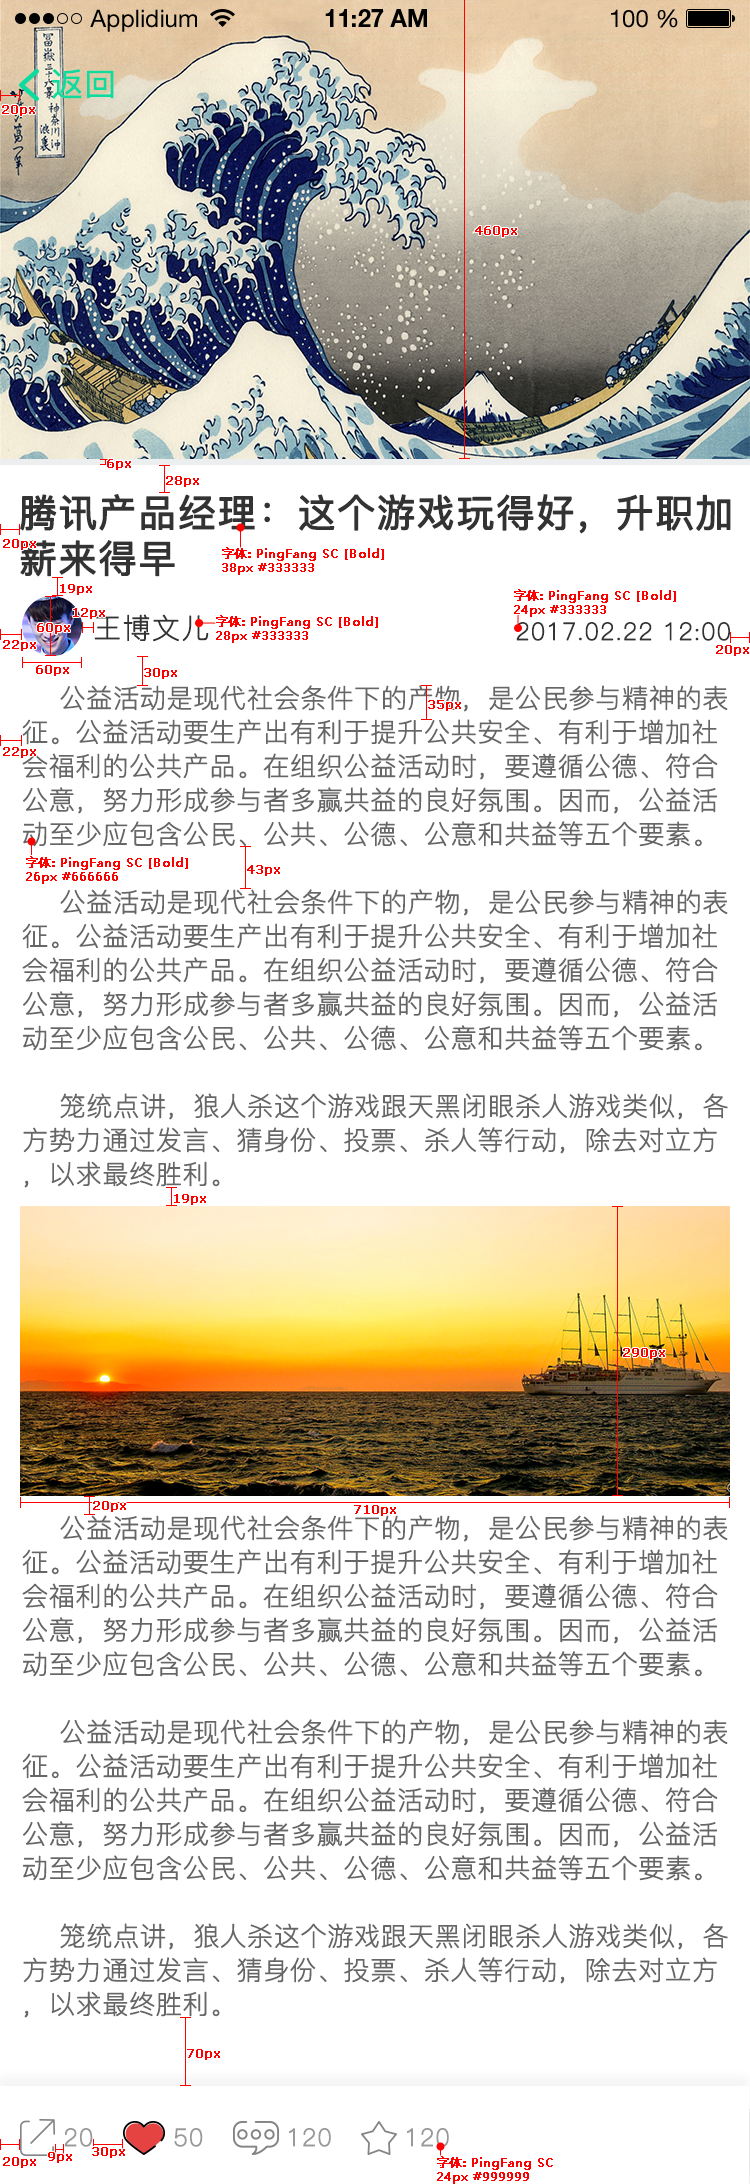 Applidium 11:27 AM 100 %
返回
20px
460px
6px
28px
腾讯产品经理：这个游戏玩得好，升职加
20px
薪来得早
字体: PingFang SC [Bold]
38px #333333
19px
12px
60px
王博文儿
字体: PingFang SC [Bold]
28px #333333
字体: PingFang SC [Bold]
24px #333333
2017.02.22 12:00
22px
20px
60px
30px
公益活动是现代社会条件下的产物，是公民参与精神的表
35px
征。公益活动要生产出有利于提升公共安全、有利于增加社
22px
会福利的公共产品。在组织公益活动时，要遵循公德、符合
公意，努力形成参与者多赢共益的良好氛围。因而，公益活
动至少应包含公民、公共、公德、公意和共益等五个要素。
字体: PingFang SC [Bold]
26px #666666
43px
公益活动是现代社会条件下的产物，是公民参与精神的表
征。公益活动要生产出有利于提升公共安全、有利于增加社
会福利的公共产品。在组织公益活动时，要遵循公德、符合
公意，努力形成参与者多赢共益的良好氛围。因而，公益活
动至少应包含公民、公共、公德、公意和共益等五个要素。
笼统点讲，狼人杀这个游戏跟天黑闭眼杀人游戏类似，各
方势力通过发言、猜身份、投票、杀人等行动，除去对立方
，以求最终胜利。
19px
290px
20px
710px
公益活动是现代社会条件下的产物，是公民参与精神的表
征。公益活动要生产出有利于提升公共安全、有利于增加社
会福利的公共产品。在组织公益活动时，要遵循公德、符合
公意，努力形成参与者多赢共益的良好氛围。因而，公益活
动至少应包含公民、公共、公德、公意和共益等五个要素。
公益活动是现代社会条件下的产物，是公民参与精神的表
征。公益活动要生产出有利于提升公共安全、有利于增加社
会福利的公共产品。在组织公益活动时，要遵循公德、符合
公意，努力形成参与者多赢共益的良好氛围。因而，公益活
动至少应包含公民、公共、公德、公意和共益等五个要素。
笼统点讲，狼人杀这个游戏跟天黑闭眼杀人游戏类似，各
方势力通过发言、猜身份、投票、杀人等行动，除去对立方
，以求最终胜利。
70px
20 50 120 120
20px
9px
30px
字体: PingFang SC
24px #999999